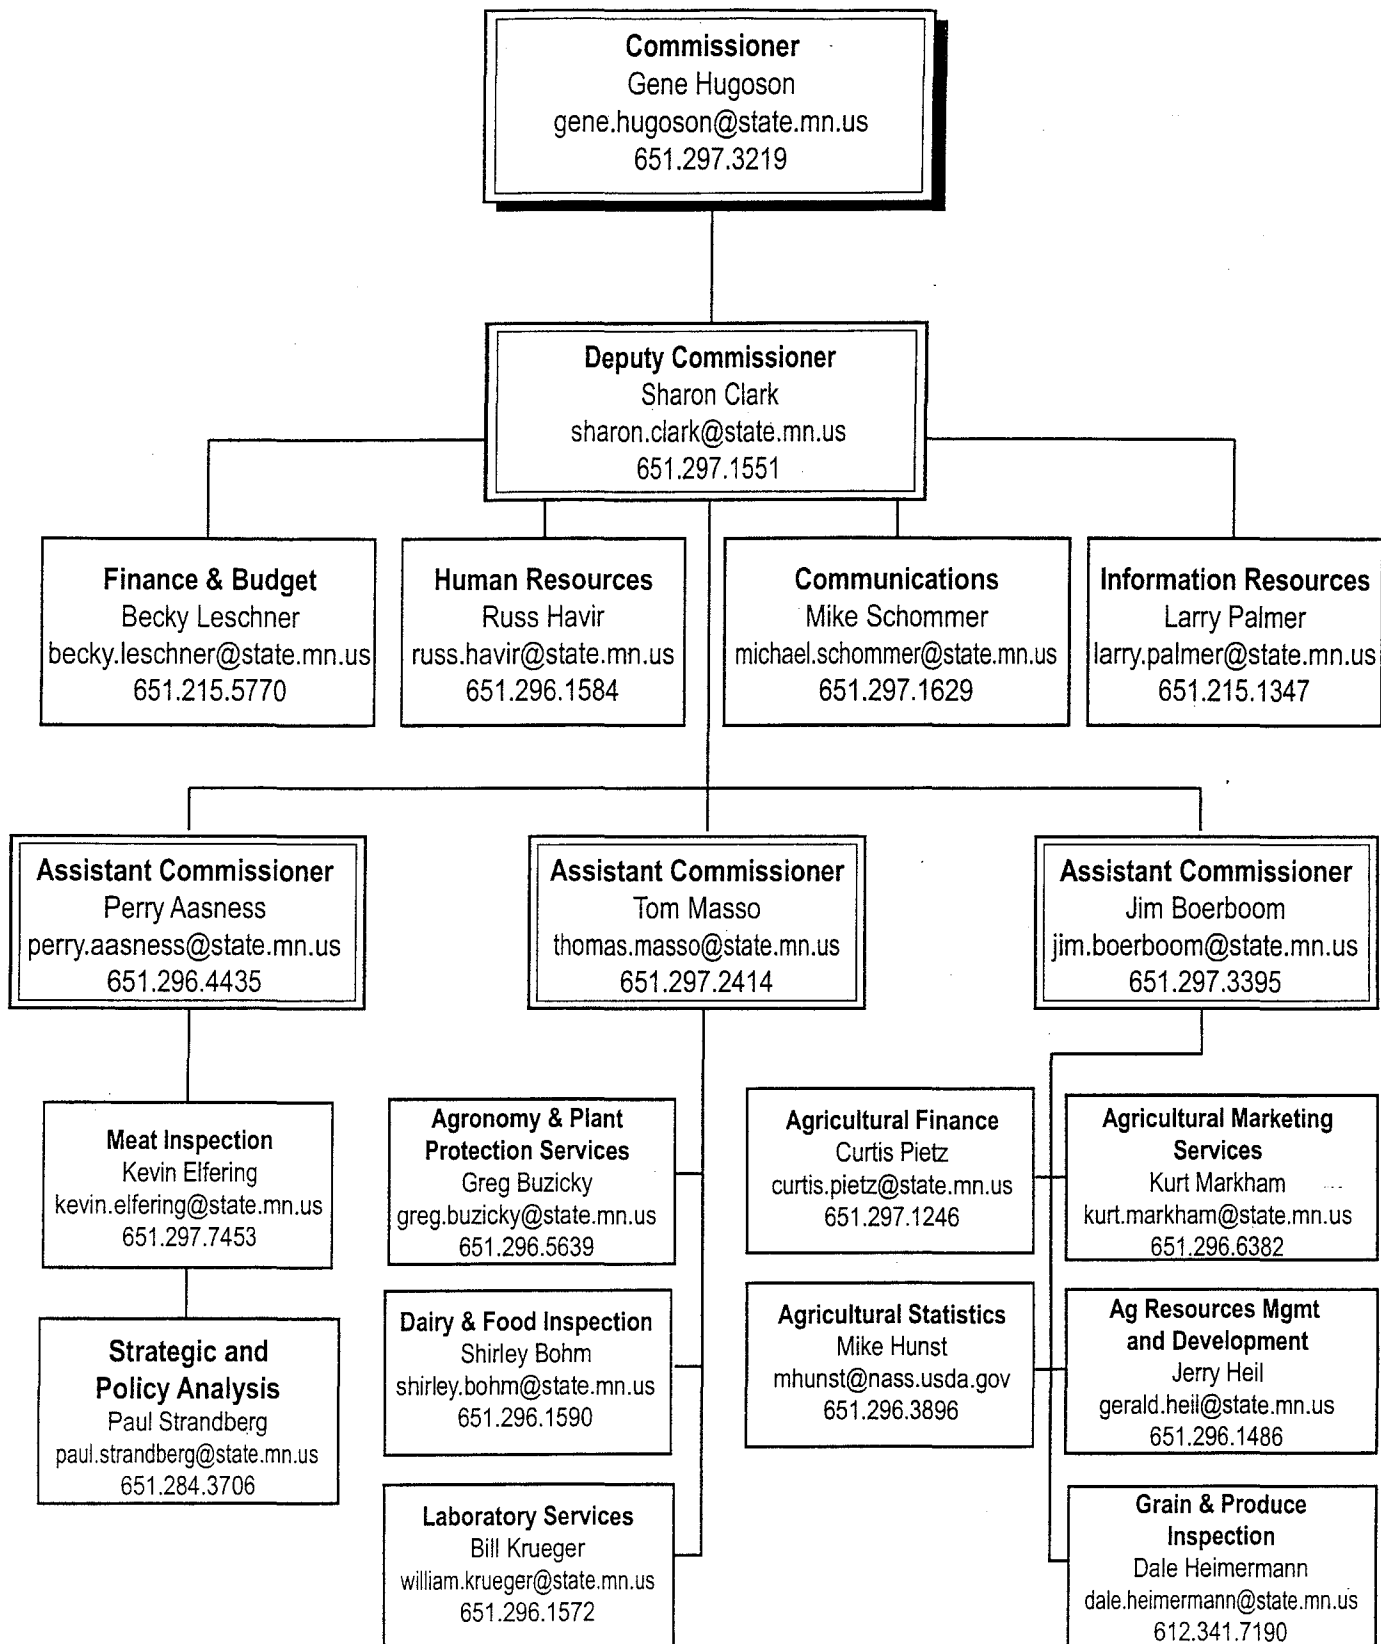 Commissioner
Gene Hugoson
gene.hugoson@state.mn.us
651.297.3219
Deputy Commissioner
Sharon Clark
sharon.clark@state.mn.us
651.297.1551
Finance & Budget
Becky Leschner
becky.leschner@state.mn.us
651.215.5770
Human Resources
Russ Havir
russ.havir@state.mn.us
651.296.1584
Communications
Mike Schommer
michael.schommer@state.mn.us
651.297.1629
Information Resources
Larry Palmer
larry.palmer@state.mn.us
651.215.1347
Assistant Commissioner
Perry Aasness
perry.aasness@state.mn.us
651.296.4435
Assistant Commissioner
Tom Masso
thomas.masso@state.mn.us
651.297.2414
Assistant Commissioner
Jim Boerboom
jim.boerboom@state.mn.us
651.297.3395
Meat Inspection
Kevin Elfering
kevin.elfering@state.mn.us
651.297.7453
Strategic and
Policy Analysis
Paul Strandberg
paul.strandberg@state.mn.us
651.284.3706
Agronomy & Plant
Protection Services
Greg Buzicky
greg.buzicky@state.mn.us
651.296.5639
Dairy & Food Inspection
Shirley Bohm
shirley.bohm@state.mn.us
651.296.1590
Laboratory Services
Bill Krueger
william.krueger@state.mn.us
651.296.1572
Agricultural Finance
Curtis Pietz
curtis.pietz@state.mn.us
651.297.1246
Agricultural Statistics
Mike Hunst
mhunst@nass.usda.gov
651.296.3896
Agricultural Marketing
Services
Kurt Markham
kurt.markham@state.mn.us
651.296.6382
Ag Resources Mgmt
and Development
Jerry Heil
gerald.heil@state.mn.us
651.296.1486
Grain & Produce
Inspection
Dale Heimermann
dale.heimermann@state.mn.us
612.341.7190